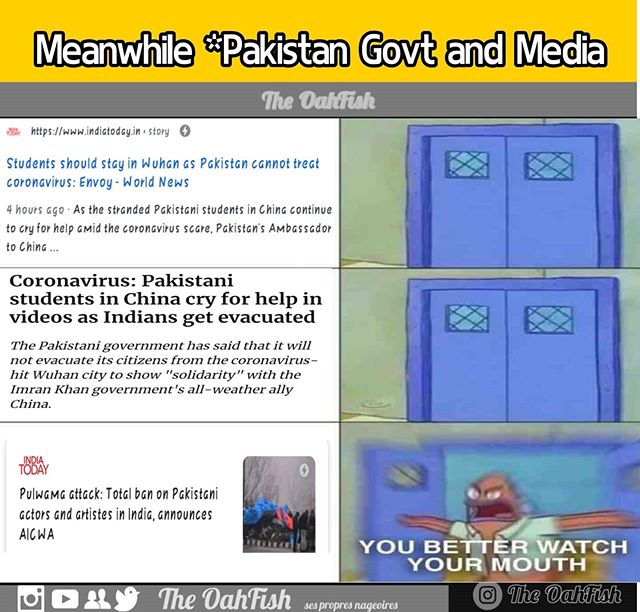 Meanwhile *Pakistan Govt and Media
The OahFish
INDIA TODAY https://www.indiatoday.in › story
Students should stay in Wuhan as Pakistan cannot treat
coronavirus: Envoy - World News
4 hours ago · As the stranded Pakistani students in China continue
to cry for help amid the coronavirus scare, Pakistan's Ambassador
to China ...
Coronavirus: Pakistani
students in China cry for help in
videos as Indians get evacuated
The Pakistani government has said that it will
not evacuate its citizens from the coronavirus-
hit Wuhan city to show "solidarity" with the
Imran Khan government's all-weather ally
China.
INDIA
TODAY
Pulwama attack: Total ban on Pakistani
actors and artistes in India, announces
AICWA
YOU BETTER WATCH
YOUR MOUTH
The OahFish ses propres nageoires
The OahFish